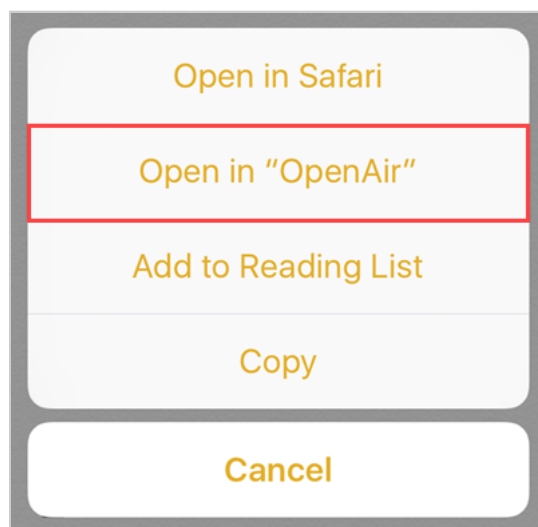 Open in Safari
Open in “OpenAir”
Add to Reading List
Copy
Cancel